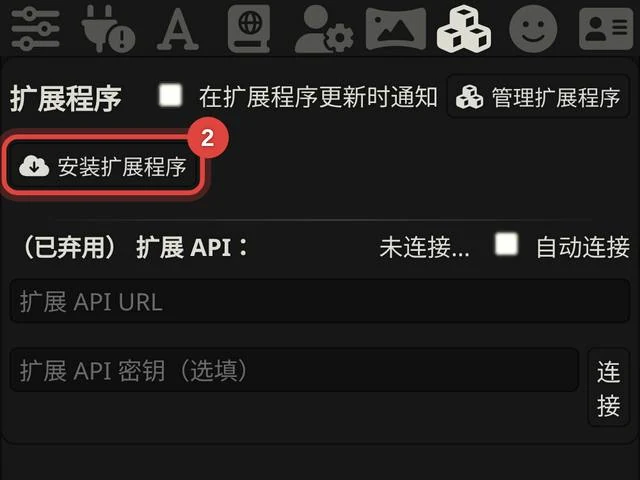 扩展程序 在扩展程序更新时通知 管理扩展程序
2
安装扩展程序
（已弃用） 扩展 API： 未连接... 自动连接
扩展 API URL
扩展 API 密钥（选填）
连
接